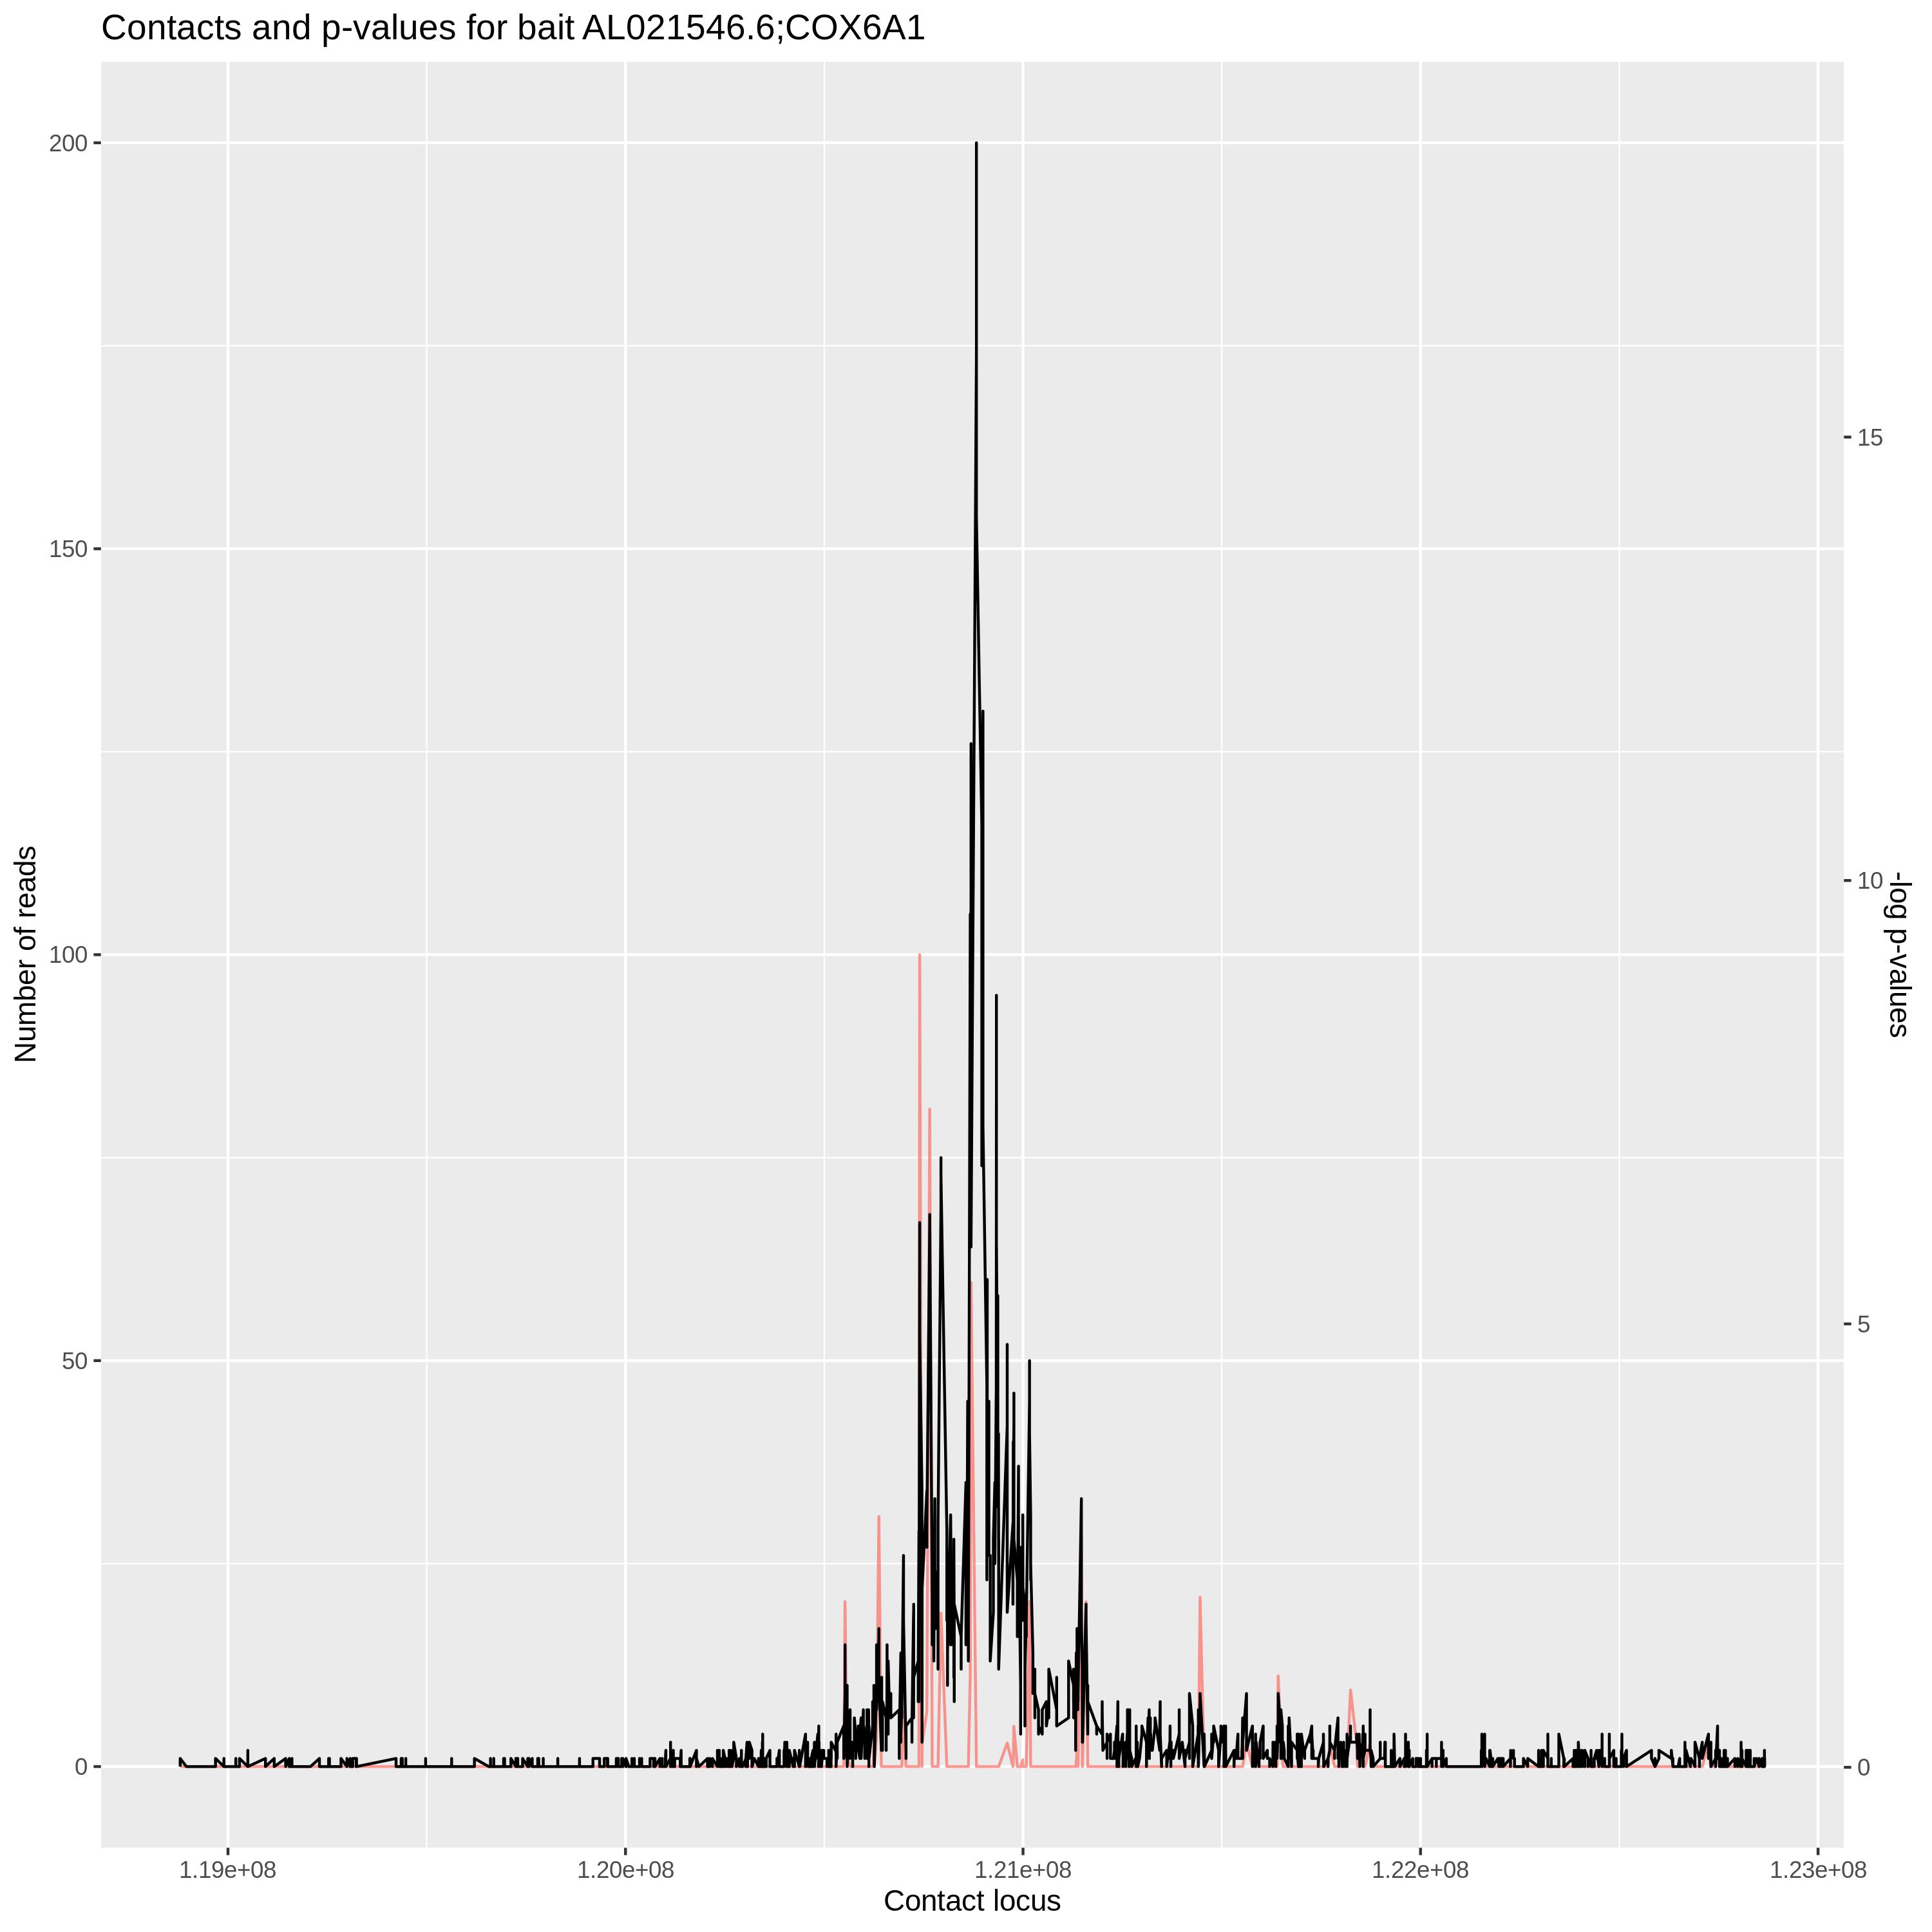 Contacts and p-values for bait AL021546.6;COX6A1
200
150
100
50
0
Number of reads
15
10
5
0
-log p-values
1.19e+08
1.20e+08
1.21e+08
1.22e+08
1.23e+08
Contact locus